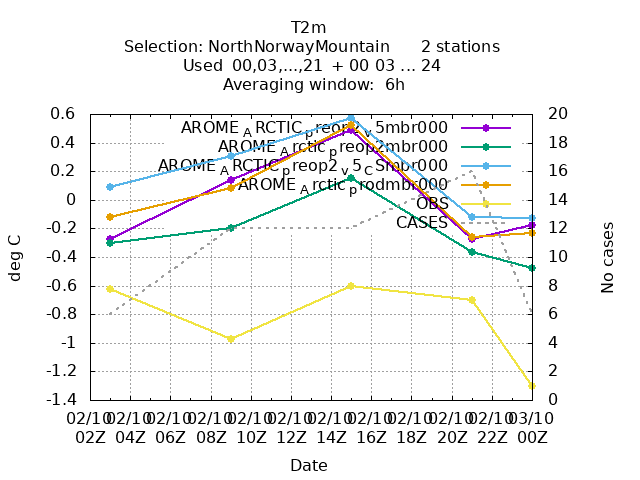 T2m
Selection: NorthNorwayMountain 2 stations
Used 00,03,...,21 + 00 03 ... 24
Averaging window: 6h
0.6
0.4
0.2
0
-0.2
-0.4
-0.6
-0.8
-1
-1.2
-1.4
deg C
20
18
16
14
12
10
8
6
4
2
0
No cases
AROME_ARCTIC_preop2_v5mbr000
AROME_Arctic_preop2mbr000
AROME_ARCTIC_preop2_v5_CSmbr000
AROME_Arctic_prodmbr000
OBS
CASES
02/10 02/10 02/10 02/10 02/10 02/10 02/10 02/10 02/10 02/10 02/10 03/10
02Z 04Z 06Z 08Z 10Z 12Z 14Z 16Z 18Z 20Z 22Z 00Z
Date